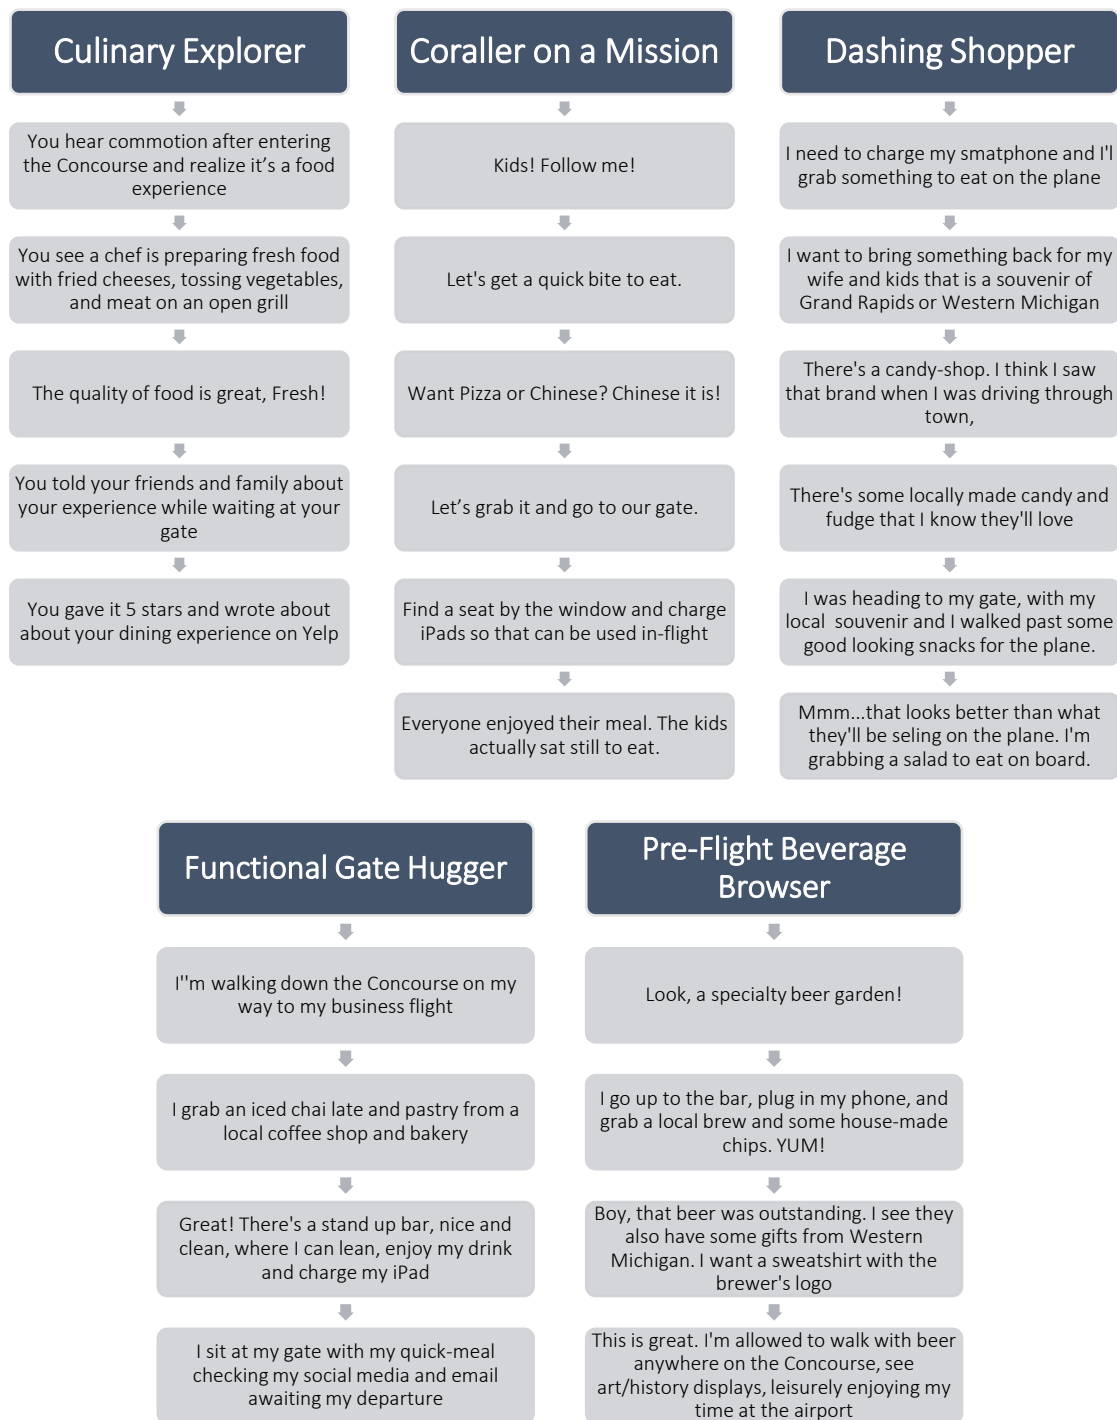 Culinary Explorer
You hear commotion after entering
the Concourse and realize it's a food
experience
You see a chef is preparing fresh food
with fried cheeses, tossing vegetables,
and meat on an open grill
The quality of food is great, Fresh!
You told your friends and family about
your experience while waiting at your
gate
You gave it 5 stars and wrote about
about your dining experience on Yelp
Coraller on a Mission
Kids! Follow me!
Let's get a quick bite to eat.
Want Pizza or Chinese? Chinese it is!
Let's grab it and go to our gate.
Find a seat by the window and charge
iPads so that can be used in-flight
Everyone enjoyed their meal. The kids
actually sat still to eat.
Dashing Shopper
I need to charge my smatphone and I'l
grab something to eat on the plane
I want to bring something back for my
wife and kids that is a souvenir of
Grand Rapids or Western Michigan
There's a candy-shop. I think I saw
that brand when I was driving through
town,
There's some locally made candy and
fudge that I know they'll love
I was heading to my gate, with my
local souvenir and I walked past some
good looking snacks for the plane.
Mmm...that looks better than what
they'll be seling on the plane. I'm
grabbing a salad to eat on board.
Functional Gate Hugger
I''m walking down the Concourse on my
way to my business flight
I grab an iced chai late and pastry from a
local coffee shop and bakery
Great! There's a stand up bar, nice and
clean, where I can lean, enjoy my drink
and charge my iPad
I sit at my gate with my quick-meal
checking my social media and email
awaiting my departure
Pre-Flight Beverage
Browser
Look, a specialty beer garden!
I go up to the bar, plug in my phone, and
grab a local brew and some house-made
chips. YUM!
Boy, that beer was outstanding. I see they
also have some gifts from Western
Michigan. I want a sweatshirt with the
brewer's logo
This is great. I'm allowed to walk with beer
anywhere on the Concourse, see
art/history displays, leisurely enjoying my
time at the airport